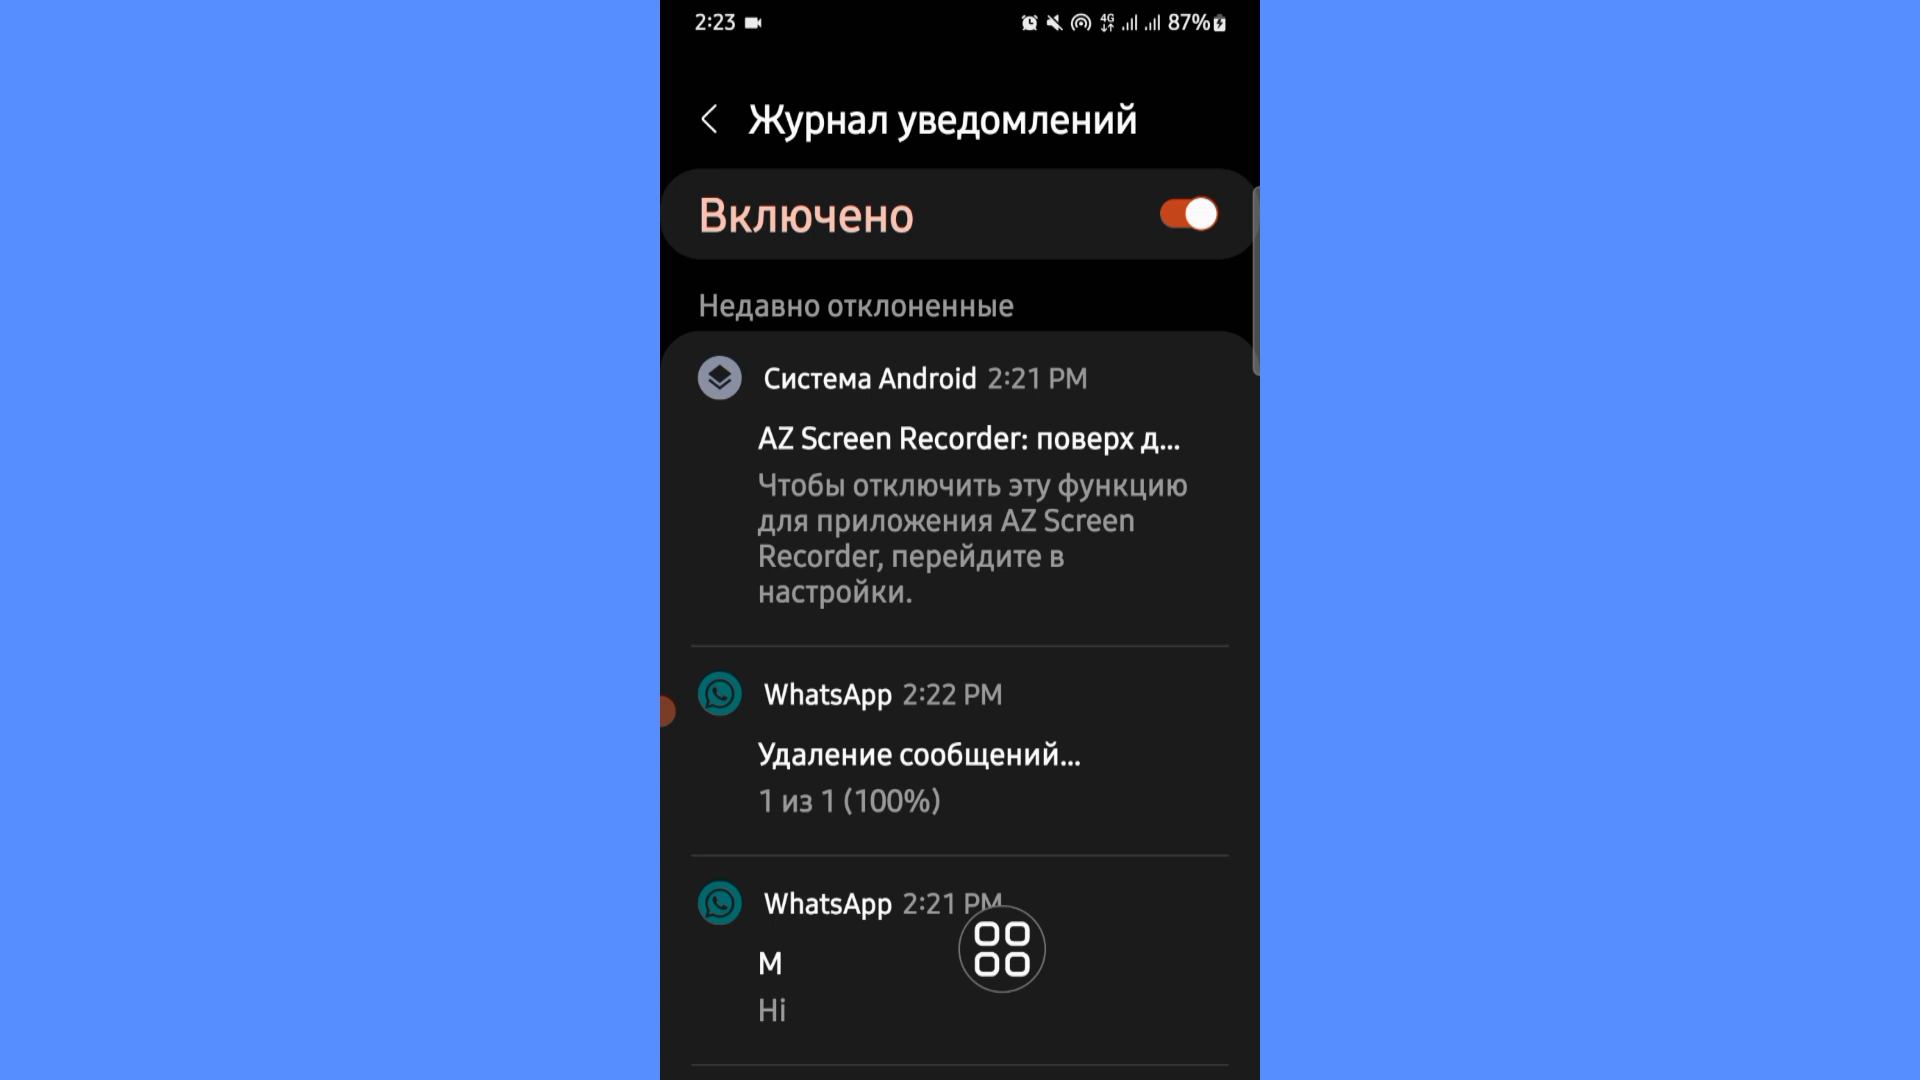 2:23 4G 87%
Журнал уведомлений
Включено
Недавно отклоненные
Система Android 2:21 PM
AZ Screen Recorder: поверх д...
Чтобы отключить эту функцию
для приложения AZ Screen
Recorder, перейдите в
настройки.
WhatsApp 2:22 PM
Удаление сообщений...
1 из 1 (100%)
WhatsApp 2:21 PM
M
Hi